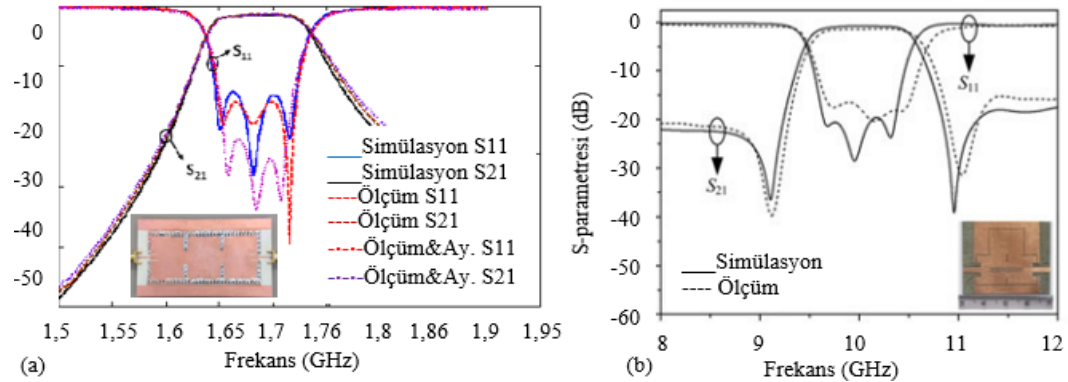 0
-10
-20
-30
-40
-50
S11
S21
Simülasyon S11
Simülasyon S21
Ölçüm S11
Ölçüm S21
Ölçüm&Ay. S11
Ölçüm&Ay. S21
1,5 1,55 1,6 1,65 1,7 1,76 1,8 1,86 1,9 1,95
(a) Frekans (GHz)
S-parametresi (dB)
0
-10
-20
-30
-40
-50
-60
S11
S21
Simülasyon
Ölçüm
8 9 10 11 12
(b) Frekans (GHz)